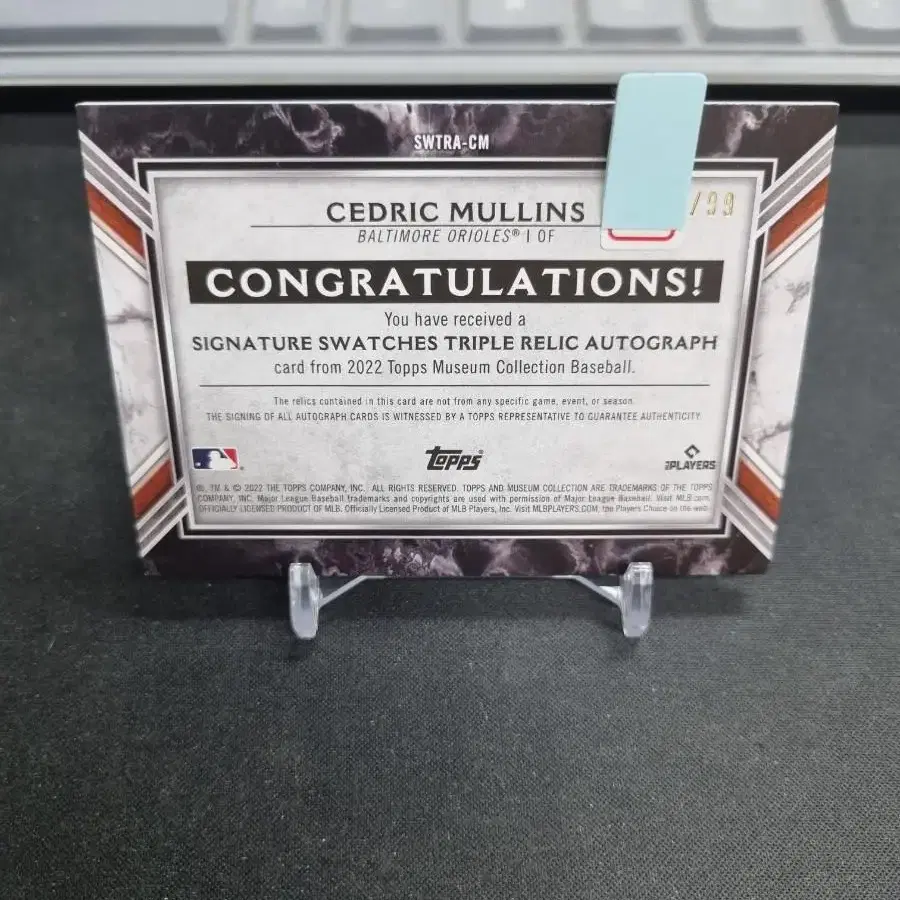 SWTRA-CM
CEDRIC MULLINS
/99
BALTIMORE ORIOLES® | OF
CONGRATULATIONS!
You have received a
SIGNATURE SWATCHES TRIPLE RELIC AUTOGRAPH
card from 2022 Topps Museum Collection Baseball.
The relics contained in this card are not from any specific game, event, or season.
THE SIGNING OF ALL AUTOGRAPH CARDS IS WITNESSED BY A TOPPS REPRESENTATIVE TO GUARANTEE AUTHENTICITY.
topps
PLAYERS
®, TM & © 2022 THE TOPPS COMPANY, INC. ALL RIGHTS RESERVED. TOPPS AND MUSEUM COLLECTION ARE TRADEMARKS OF THE TOPPS
COMPANY, INC. Major League Baseball trademarks and copyrights are used with permission of Major League Baseball. Visit MLB.com.
OFFICIALLY LICENSED PRODUCT OF MLB. Officially Licensed Product of MLB Players, Inc. Visit MLBPLAYERS.COM, the Players Choice on the web.